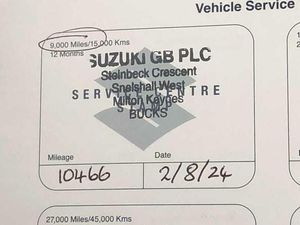 Vehicle Service
9,000 Miles/15,000 Kms
12 Months
SUZUKI GB PLC
Steinbeck Crescent
SERVICE CENTRE
Snelshall West
STAMP
Milton Keynes
BUCKS
Mileage
Date
10466
2/8/24
27,000 Miles/45,000 Kms